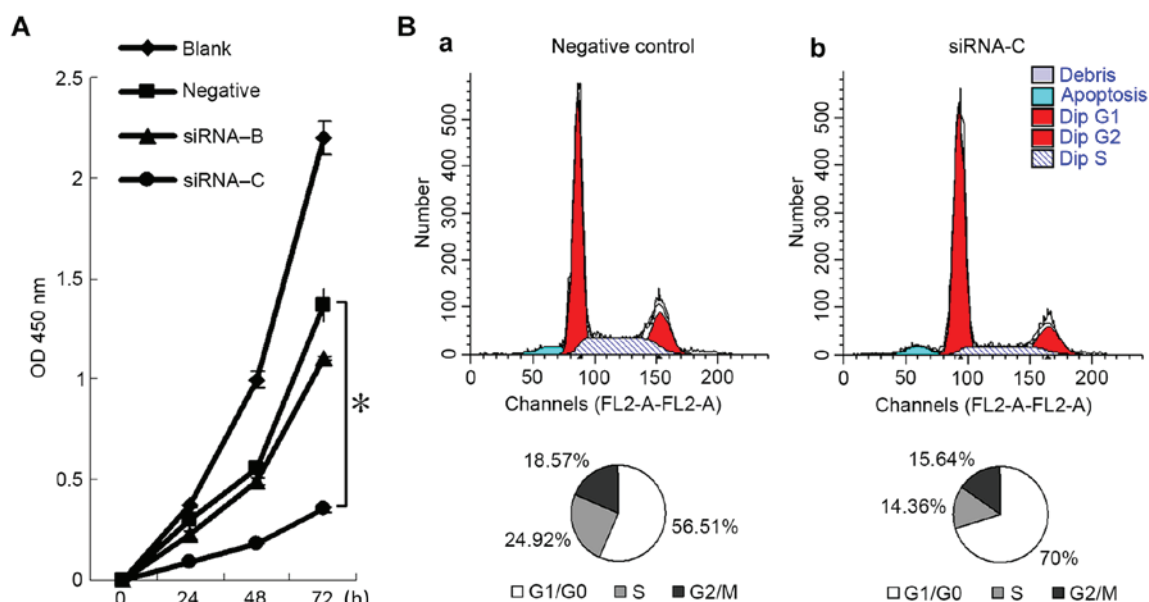 A
Blank
Negative
siRNA–B
siRNA–C
2.5
2
1.5
1
0.5
0
OD 450 nm
0 24 48 72 (h)
*
B
a
Negative control
500
400
300
200
100
0
Number
0 50 100 150 200
Channels (FL2-A-FL2-A)
18.57%
24.92%
56.51%
G1/G0 S G2/M
b
siRNA-C
Debris
Apoptosis
Dip G1
Dip G2
Dip S
500
400
300
200
100
0
Number
0 50 100 150 200
Channels (FL2-A-FL2-A)
15.64%
14.36%
70%
G1/G0 S G2/M